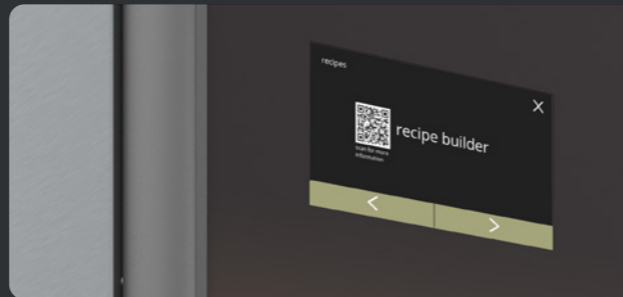 recipes
X
recipe builder
scan for more
information
< >